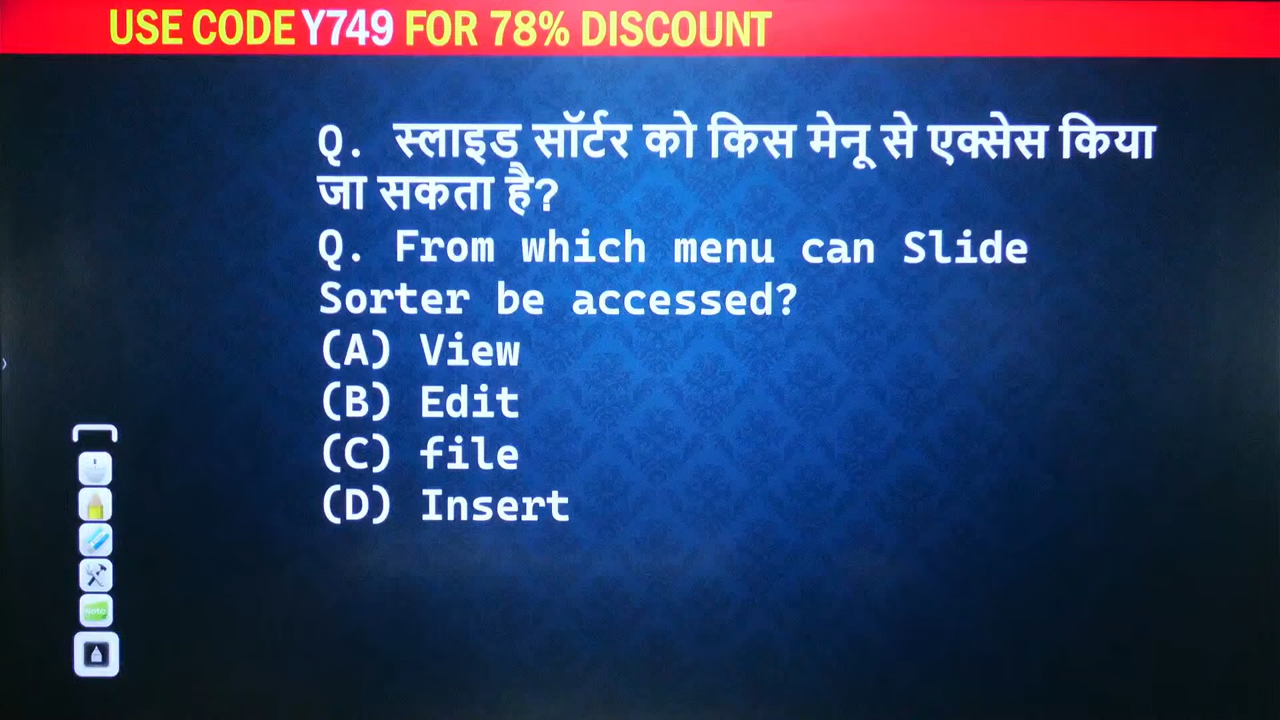 USE CODE Y749 FOR 78% DISCOUNT
Q. स्लाइड सॉर्टर को किस मेनू से एक्सेस किया
जा सकता है?
Q. From which menu can Slide
Sorter be accessed?
(A) View
(B) Edit
(C) file
(D) Insert
Note